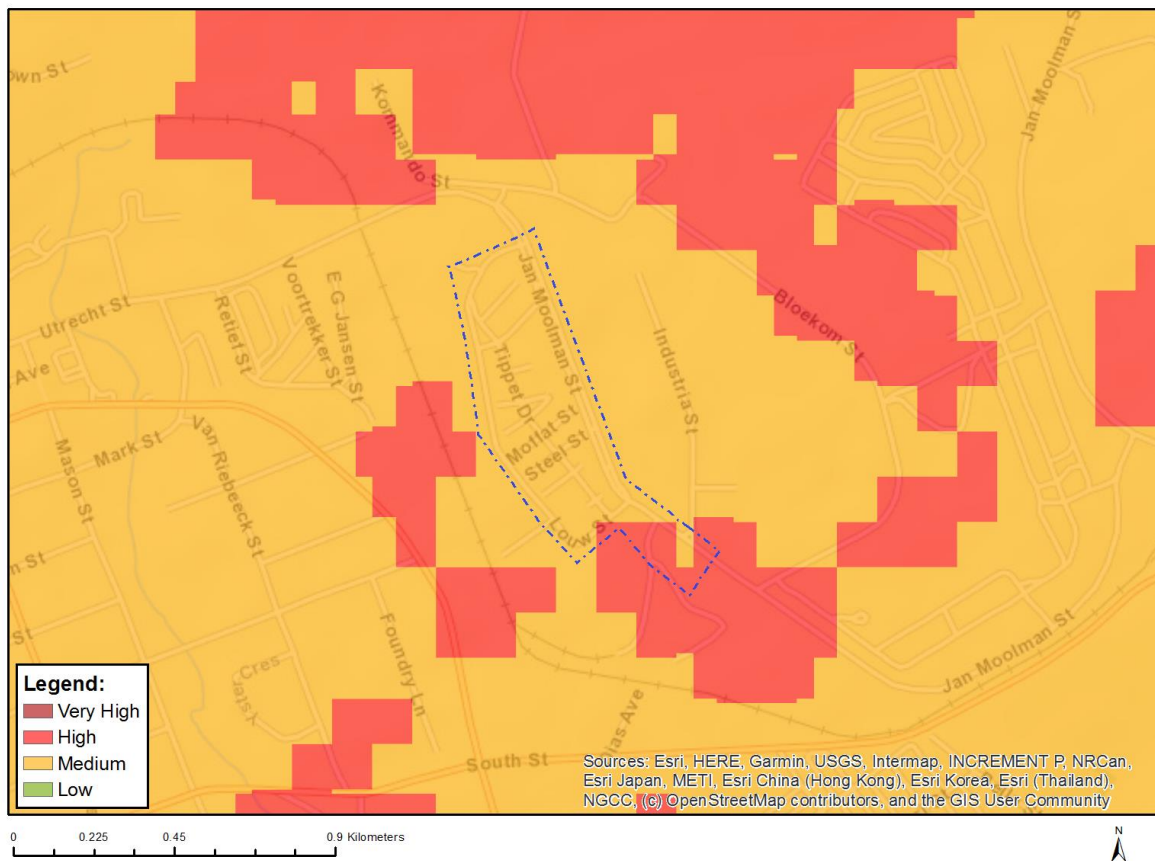 own St
Jan Moolman S
Kommando St
Jan Moolman St
Utrecht St
Retief St
Voortrekker St
E G Jansen St
Ave
Tippet Dr
Moffat St
Steel St
Industria St
Bloekom St
Mason St
Mark St
Van Riebeeck St
Louw St
n St
St
Foundry Ln
Cres
South St
Jan Moolman St
Legend:
Very High
High
Medium
Low
Sources: Esri, HERE, Garmin, USGS, Intermap, INCREMENT P, NRCan,
Esri Japan, METI, Esri China (Hong Kong), Esri Korea, Esri (Thailand),
NGCC, (c) OpenStreetMap contributors, and the GIS User Community
0 0.225 0.45 0.9 Kilometers
N